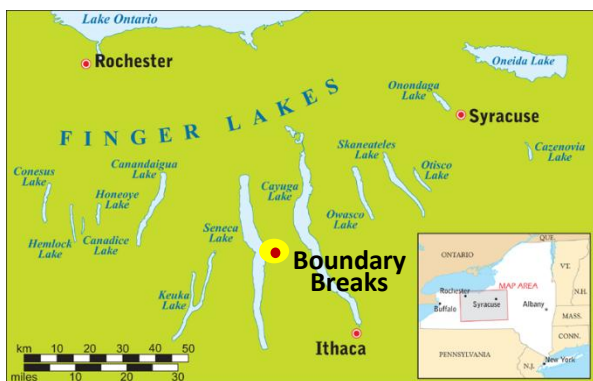 Lake Ontario
Rochester
Oneida Lake
Onondaga
Lake
Syracuse
FINGER LAKES
Cazenovia
Lake
Skaneateles
Lake
Otisco
Lake
Canandaigua
Lake
Conesus
Lake
Honeoye
Lake
Cayuga
Lake
Owasco
Lake
Hemlock
Lake
Canadice
Lake
Seneca
Lake
Boundary
Breaks
Keuka
Lake
Ithaca
km 10 20 30 40 50
miles 10 20 30
QUE.
ONTARIO
VT.
MAP AREA
N.H.
Rochester
Syracuse
Buffalo
Albany
MASS.
CONN.
PENNSYLVANIA
New York
N.J.